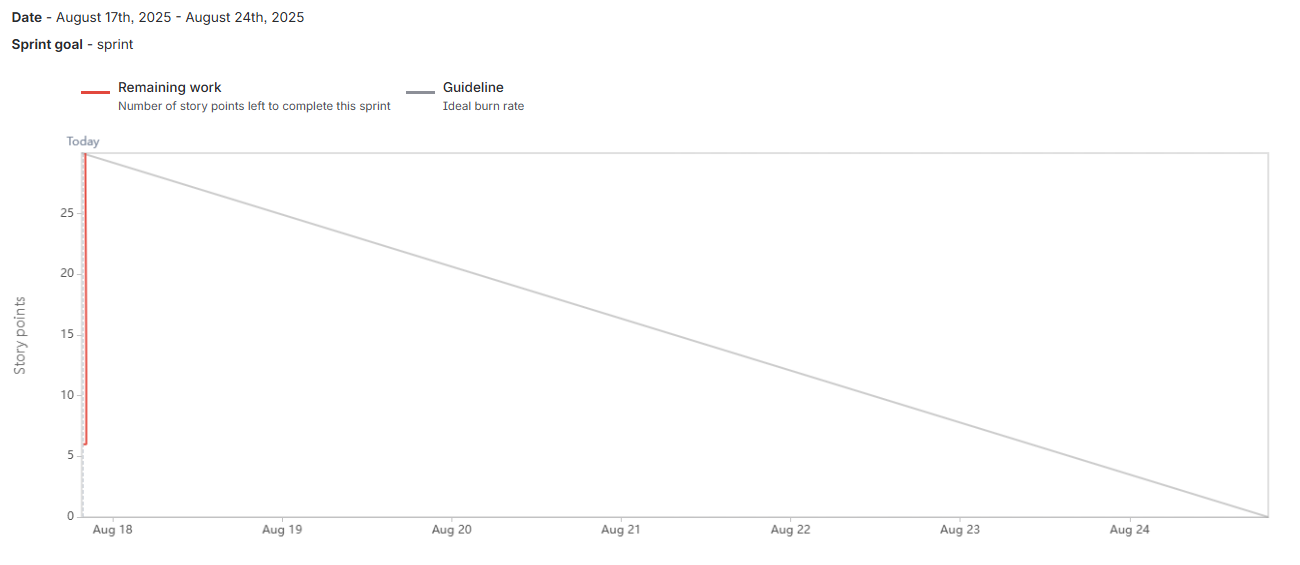 Date - August 17th, 2025 - August 24th, 2025
Sprint goal - sprint
Remaining work
Number of story points left to complete this sprint
Guideline
Ideal burn rate
Today
25
20
15
10
5
0
Story points
Aug 18
Aug 19
Aug 20
Aug 21
Aug 22
Aug 23
Aug 24